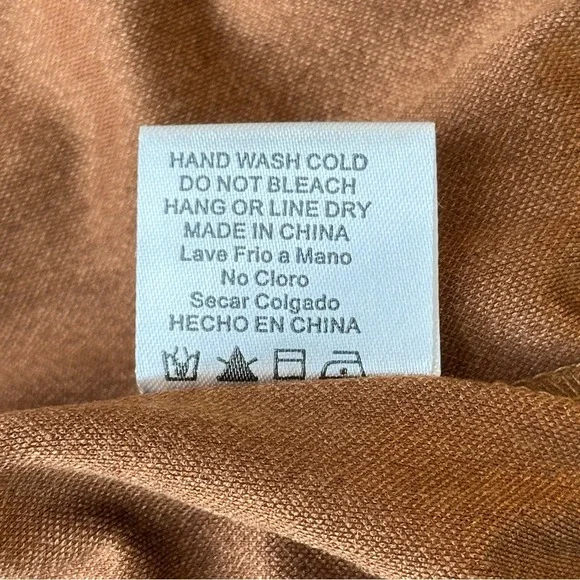 HAND WASH COLD
DO NOT BLEACH
HANG OR LINE DRY
MADE IN CHINA
Lave Frio a Mano
No Cloro
Secar Colgado
HECHO EN CHINA